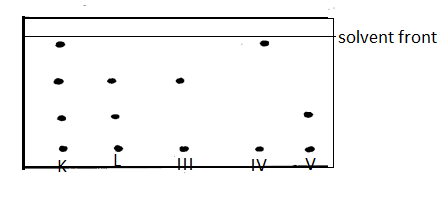 solvent front
K L III IV V